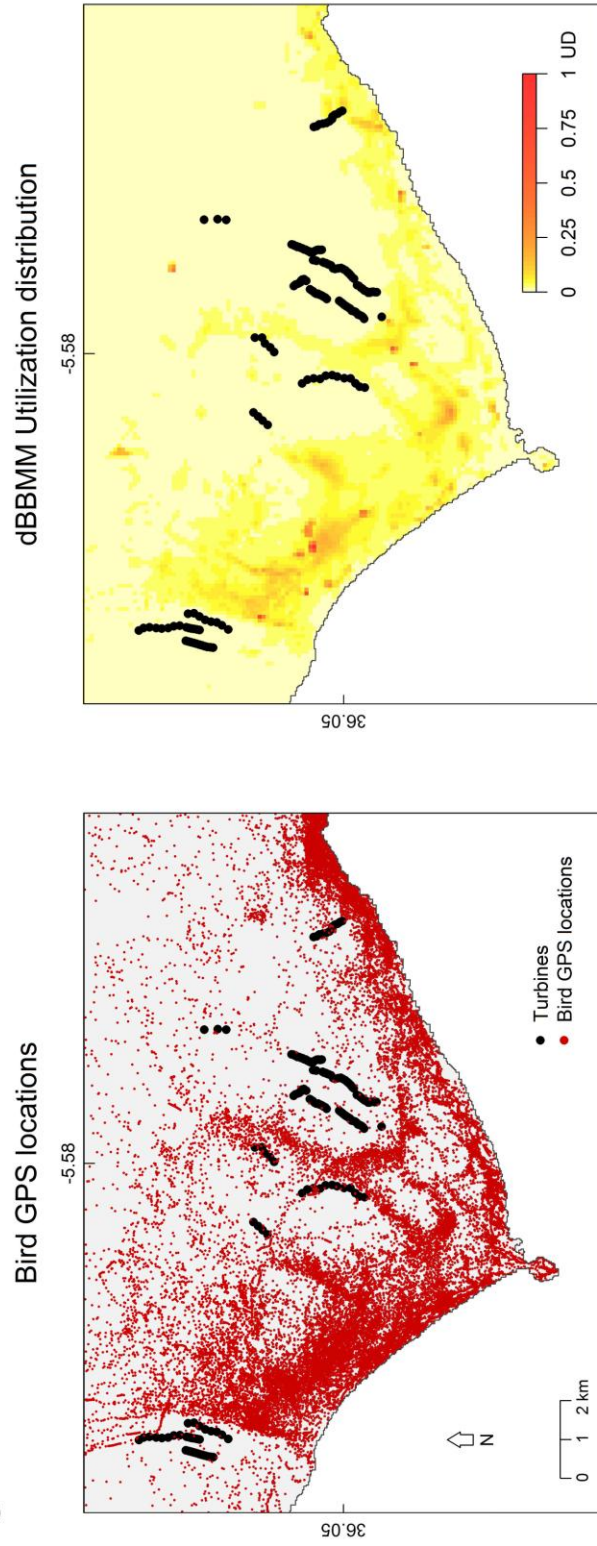 Bird GPS locations
-5.58
36.05
N
0 1 2 km
Turbines
Bird GPS locations
dBBMM Utilization distribution
-5.58
36.05
0 0.25 0.5 0.75 1 UD